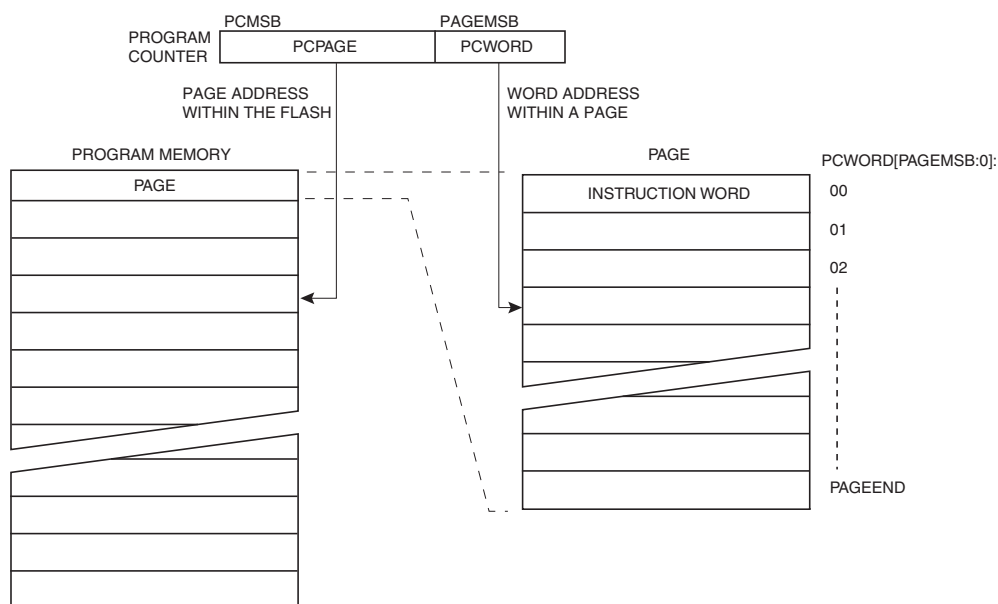 PCMSB
PAGEMSB
PROGRAM
COUNTER
PCPAGE
PCWORD
PAGE ADDRESS
WITHIN THE FLASH
WORD ADDRESS
WITHIN A PAGE
PROGRAM MEMORY
PAGE
PAGE
PCWORD[PAGEMSB:0]:
INSTRUCTION WORD
00
01
02
PAGEEND